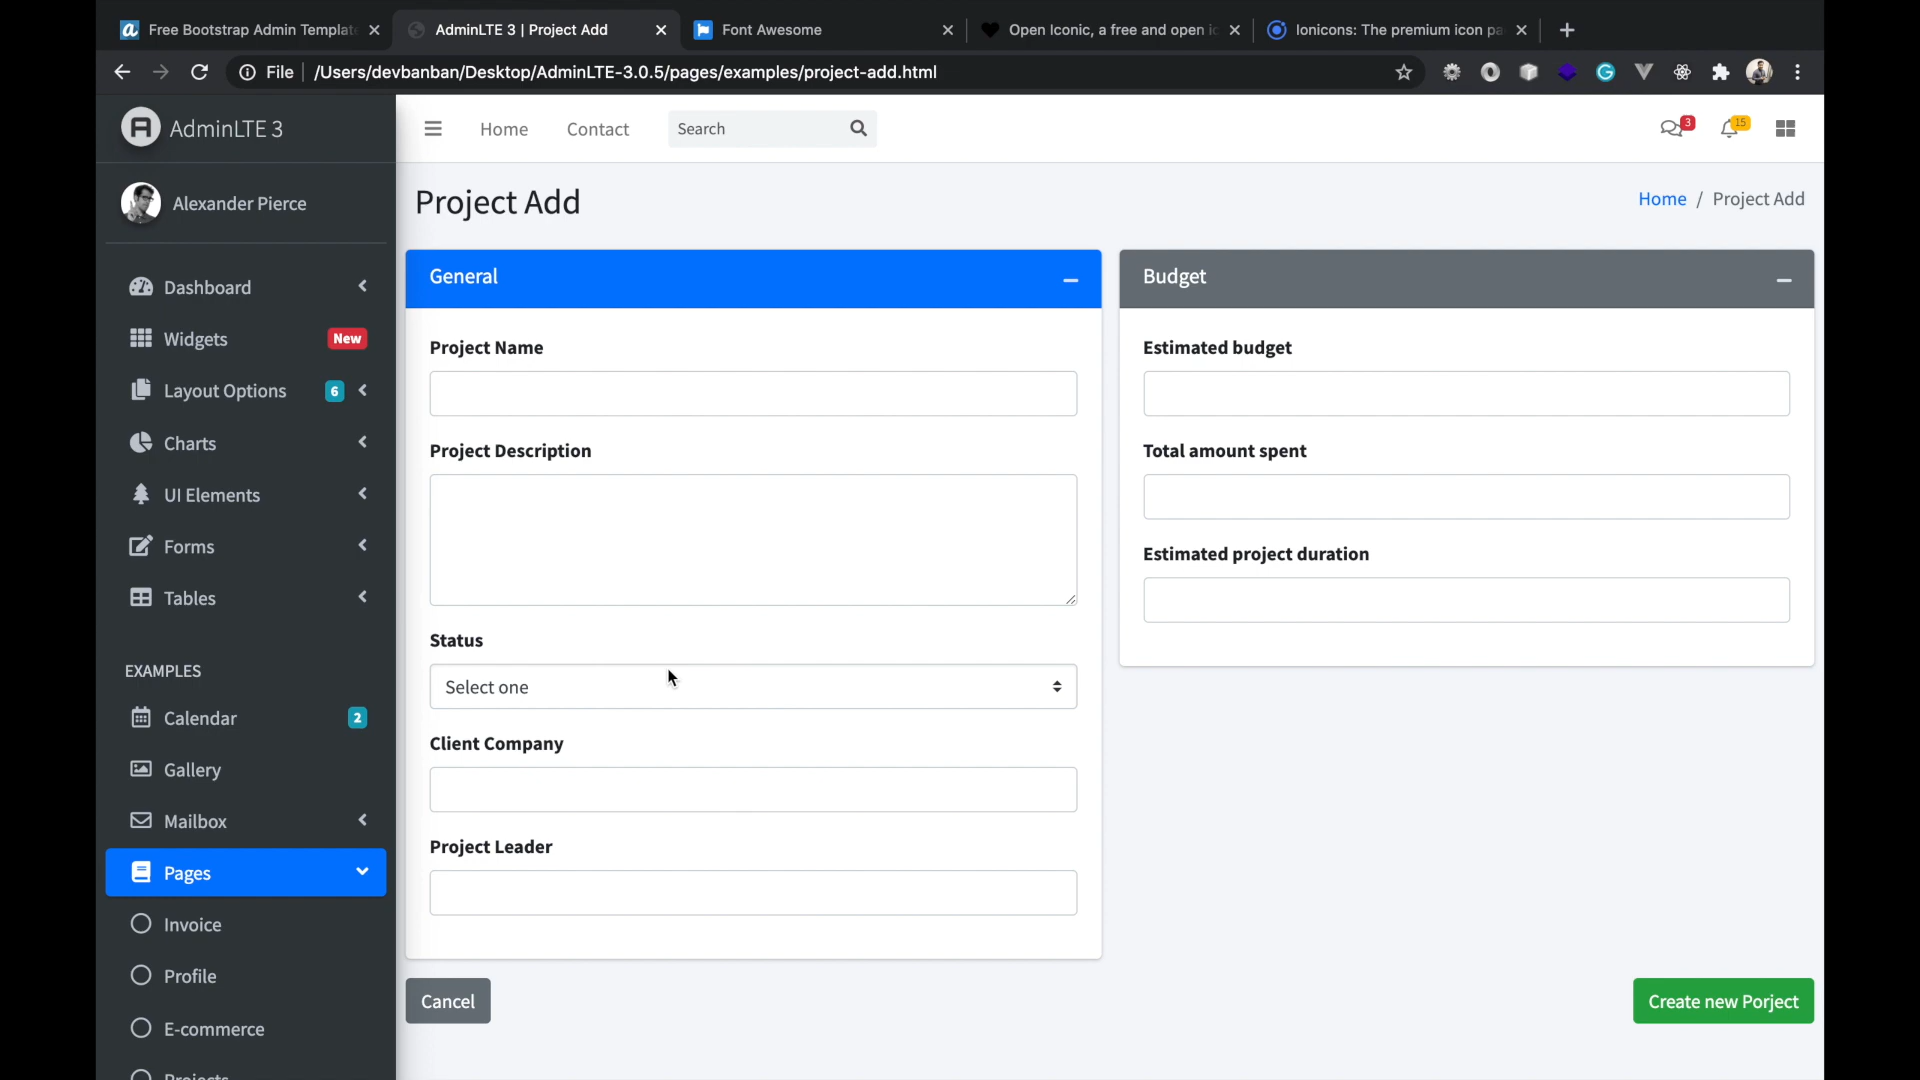 Free Bootstrap Admin Templat
AdminLTE 3 | Project Add
Font Awesome
Open Iconic, a free and open ic
Ionicons: The premium icon pa
File
/Users/devbanban/Desktop/AdminLTE-3.0.5/pages/examples/project-add.html
AdminLTE 3
Home
Contact
Search
3
15
Alexander Pierce
Project Add
Home / Project Add
Dashboard
Widgets New
Layout Options 6
Charts
UI Elements
Forms
Tables
EXAMPLES
Calendar 2
Gallery
Mailbox
Pages
Invoice
Profile
E-commerce
Projects
General
Project Name
Project Description
Status
Select one
Client Company
Project Leader
Budget
Estimated budget
Total amount spent
Estimated project duration
Cancel
Create new Porject